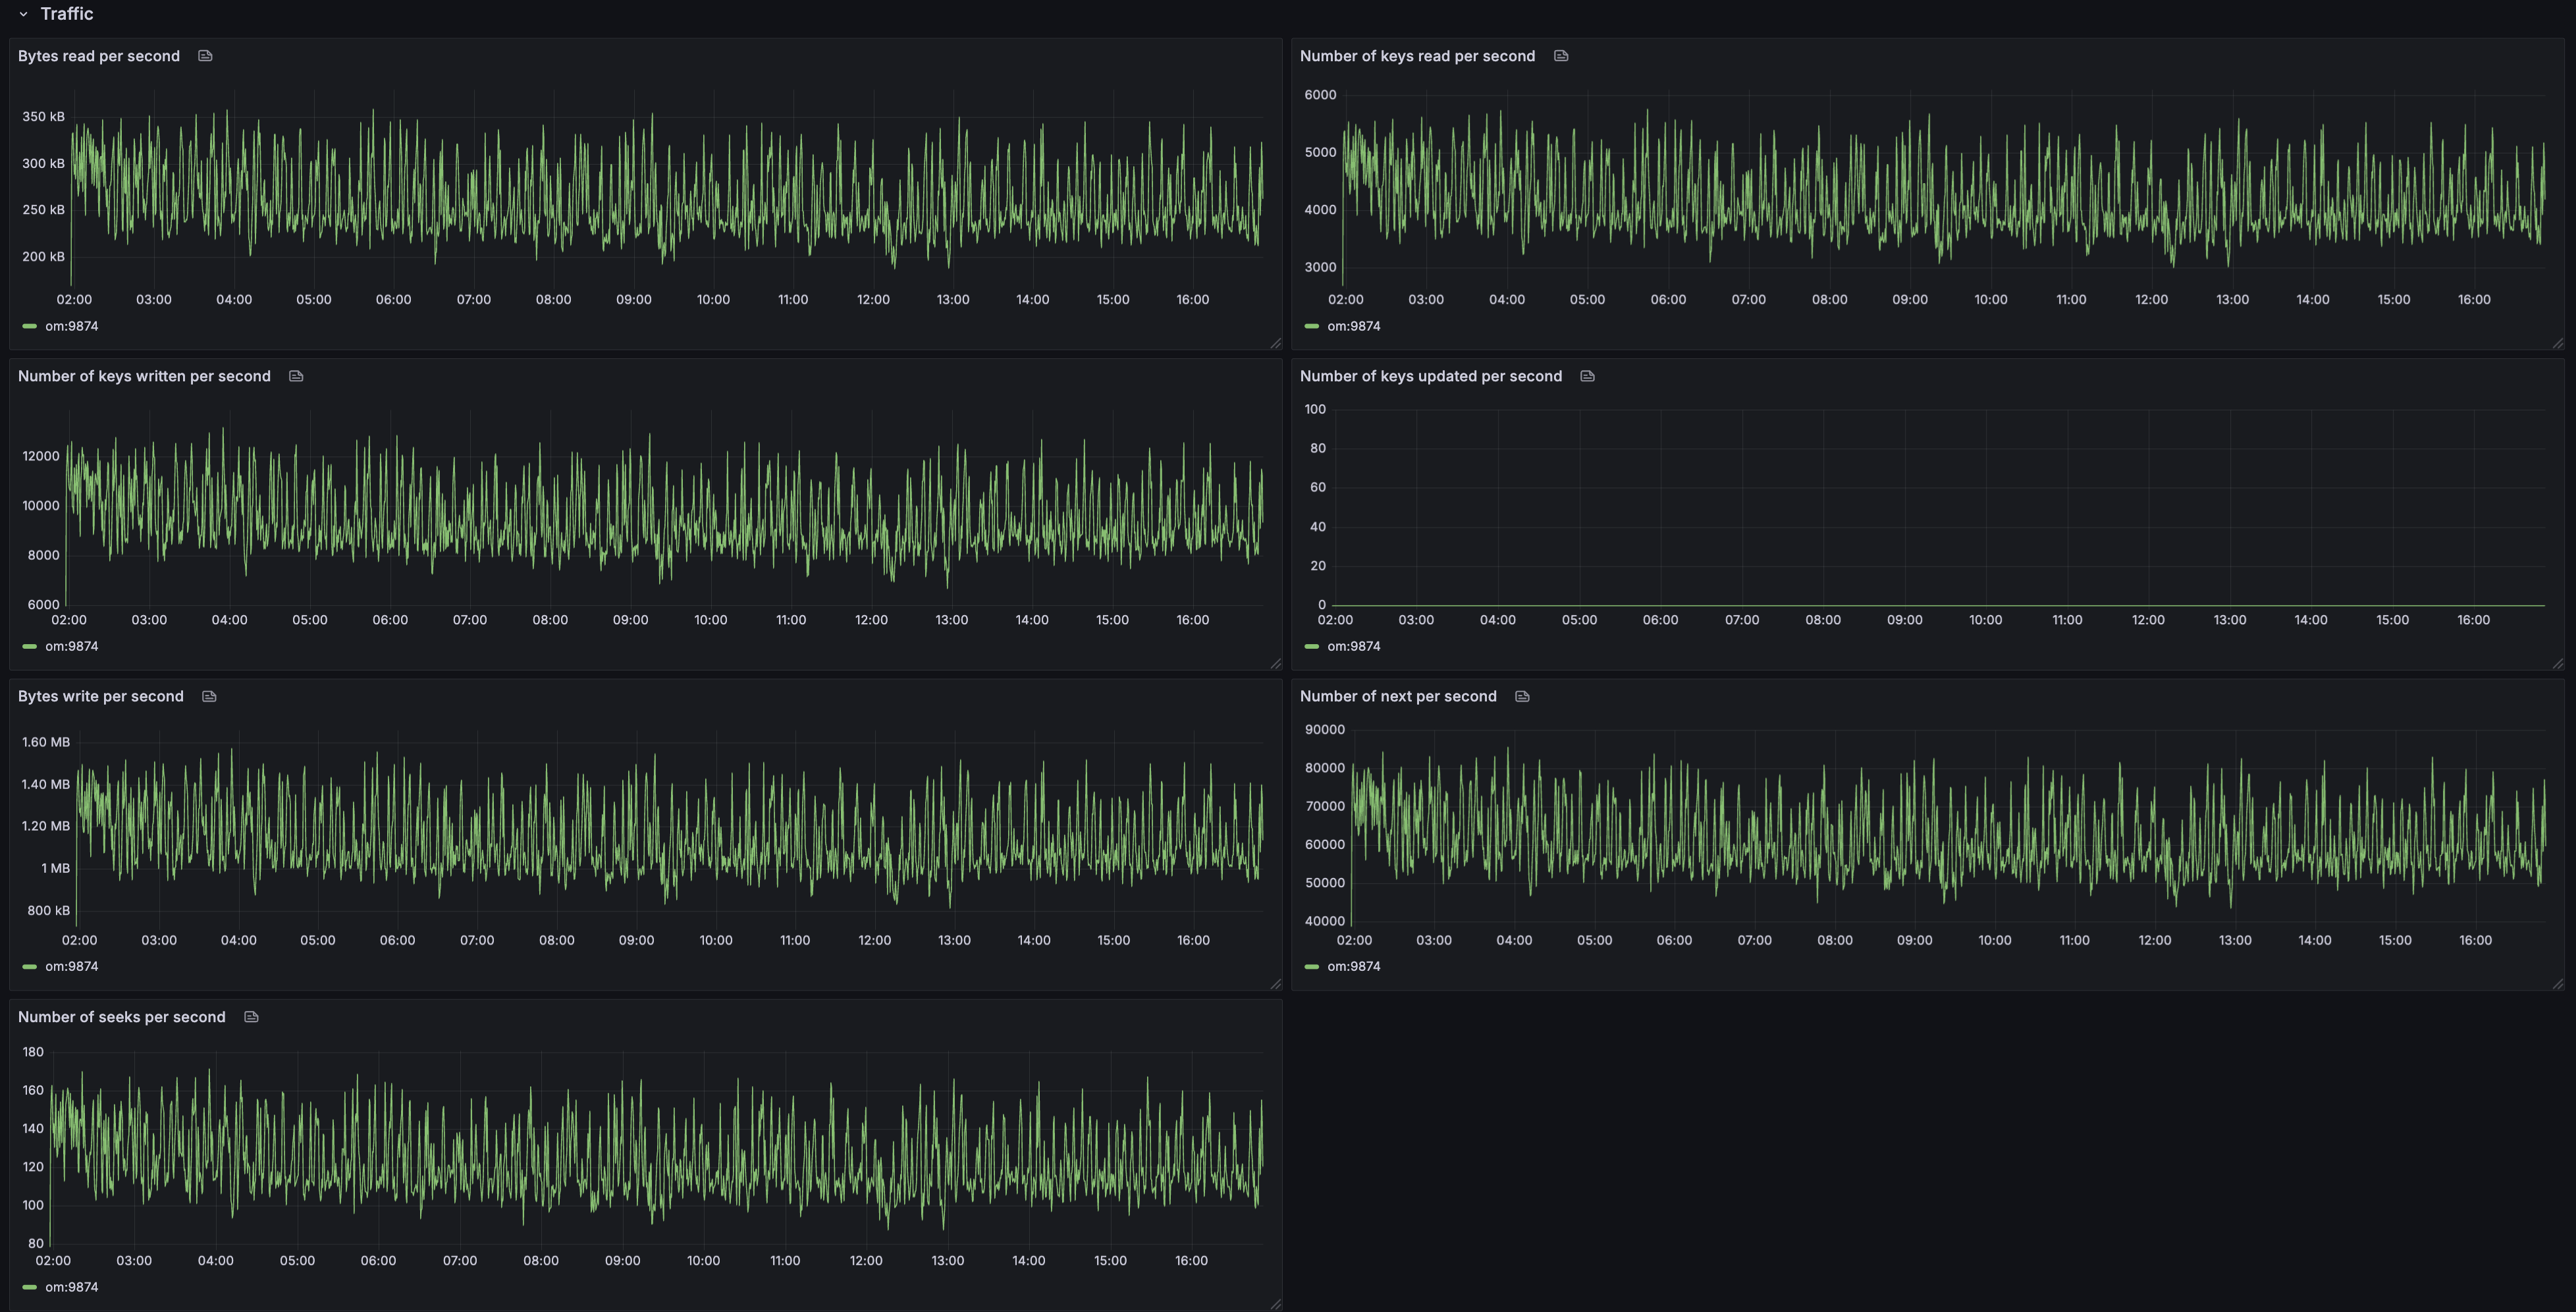 Traffic
Bytes read per second
350 kB
300 kB
250 kB
200 kB
02:00 03:00 04:00 05:00 06:00 07:00 08:00 09:00 10:00 11:00 12:00 13:00 14:00 15:00 16:00
om:9874
Number of keys read per second
6000
5000
4000
3000
02:00 03:00 04:00 05:00 06:00 07:00 08:00 09:00 10:00 11:00 12:00 13:00 14:00 15:00 16:00
om:9874
Number of keys written per second
12000
10000
8000
6000
02:00 03:00 04:00 05:00 06:00 07:00 08:00 09:00 10:00 11:00 12:00 13:00 14:00 15:00 16:00
om:9874
Number of keys updated per second
100
80
60
40
20
0
02:00 03:00 04:00 05:00 06:00 07:00 08:00 09:00 10:00 11:00 12:00 13:00 14:00 15:00 16:00
om:9874
Bytes write per second
1.60 MB
1.40 MB
1.20 MB
1 MB
800 kB
02:00 03:00 04:00 05:00 06:00 07:00 08:00 09:00 10:00 11:00 12:00 13:00 14:00 15:00 16:00
om:9874
Number of next per second
90000
80000
70000
60000
50000
40000
02:00 03:00 04:00 05:00 06:00 07:00 08:00 09:00 10:00 11:00 12:00 13:00 14:00 15:00 16:00
om:9874
Number of seeks per second
180
160
140
120
100
80
02:00 03:00 04:00 05:00 06:00 07:00 08:00 09:00 10:00 11:00 12:00 13:00 14:00 15:00 16:00
om:9874